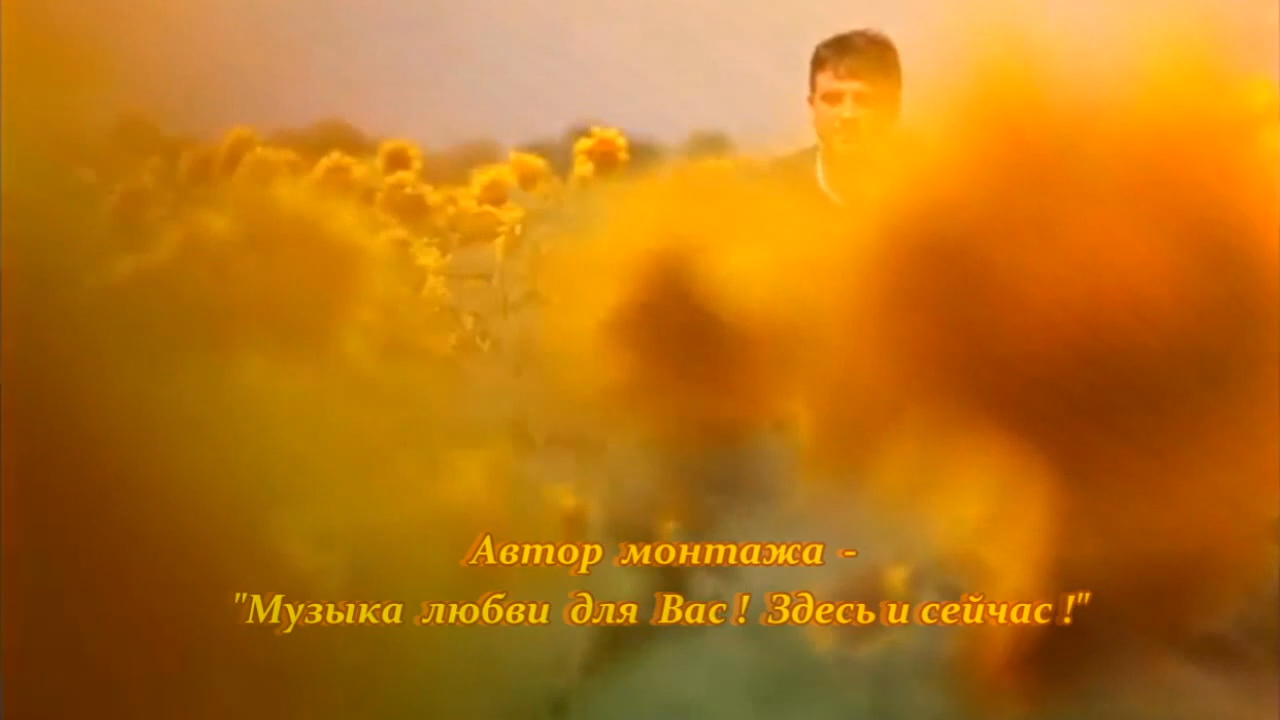 Автор монтажа -
"Музыка любви для Вас ! Здесь и сейчас !"